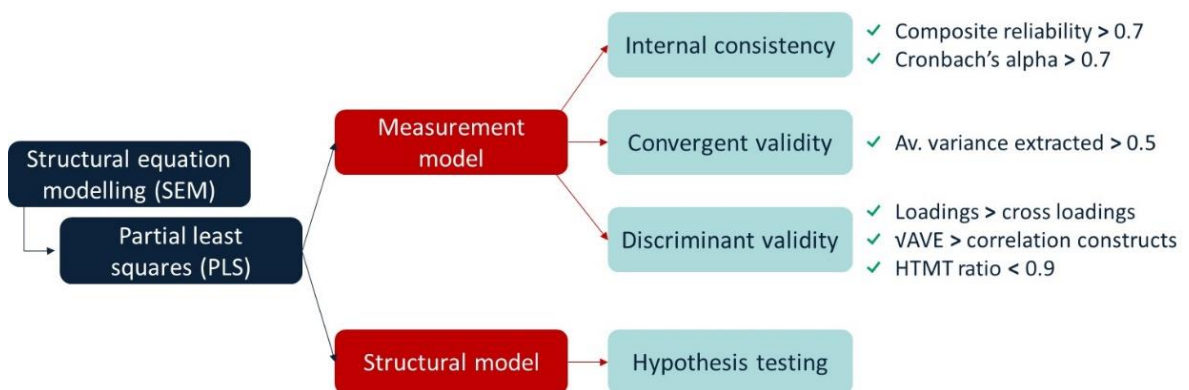 Structural equation
modelling (SEM)
Partial least
squares (PLS)
Measurement
model
Internal consistency
✓ Composite reliability > 0.7
✓ Cronbach's alpha > 0.7
Convergent validity
✓ Av. variance extracted > 0.5
Discriminant validity
✓ Loadings > cross loadings
✓ √AVE > correlation constructs
✓ HTMT ratio < 0.9
Structural model
Hypothesis testing